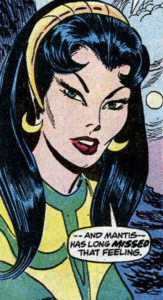 -- AND MANTIS--
HAS LONG MISSED
THAT FEELING.